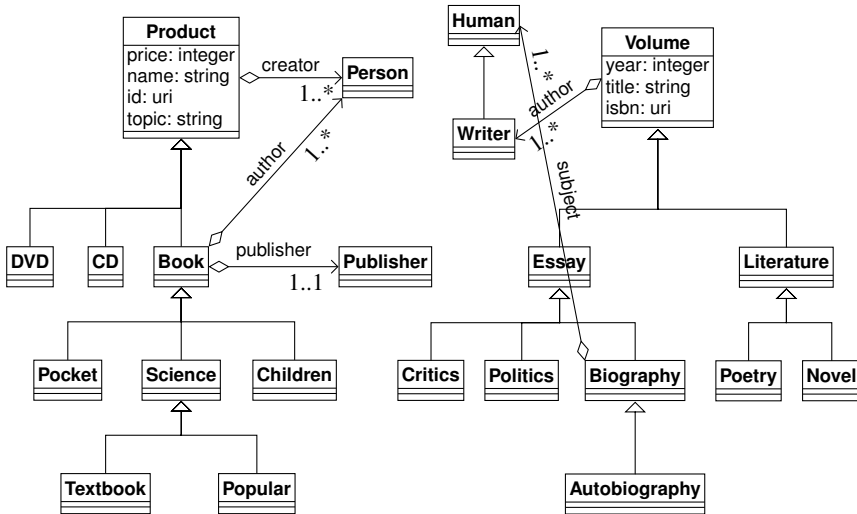 Product
price: integer
name: string
id: uri
topic: string
creator
1..*
Person
author
1..*
DVD
CD
Book
publisher
1..1
Publisher
Pocket
Science
Children
Textbook
Popular
Human
1..*
Volume
year: integer
title: string
isbn: uri
author
1..*
Writer
subject
Essay
Literature
Critics
Politics
Biography
Poetry
Novel
Autobiography